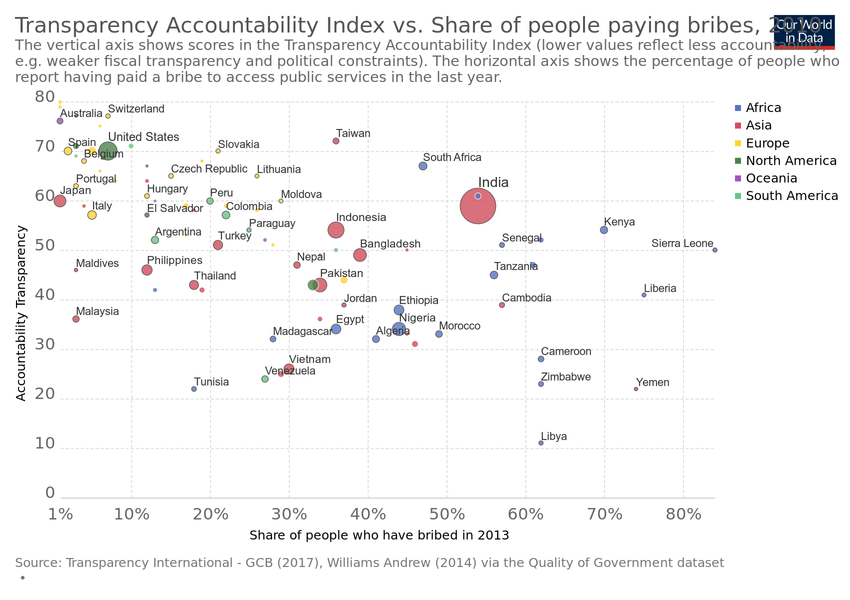 Transparency Accountability Index vs. Share of people paying bribes, 2010
Our World
in Data
The vertical axis shows scores in the Transparency Accountability Index (lower values reflect less accountability,
e.g. weaker fiscal transparency and political constraints). The horizontal axis shows the percentage of people who
report having paid a bribe to access public services in the last year.
80
70
60
50
40
30
20
10
0
Accountability Transparency
Australia
Switzerland
Spain
United States
Belgium
Slovakia
Taiwan
South Africa
Czech Republic
Lithuania
Portugal
Japan
Hungary
Peru
Moldova
India
Italy
El Salvador
Colombia
Indonesia
Argentina
Paraguay
Turkey
Bangladesh
Senegal
Kenya
Sierra Leone
Maldives
Philippines
Nepal
Tanzania
Thailand
Pakistan
Liberia
Malaysia
Jordan
Ethiopia
Cambodia
Madagascar
Egypt
Nigeria
Algeria
Morocco
Vietnam
Venezuela
Cameroon
Tunisia
Zimbabwe
Yemen
Libya
1% 10% 20% 30% 40% 50% 60% 70% 80%
Share of people who have bribed in 2013
Africa
Asia
Europe
North America
Oceania
South America
Source: Transparency International - GCB (2017), Williams Andrew (2014) via the Quality of Government dataset
•